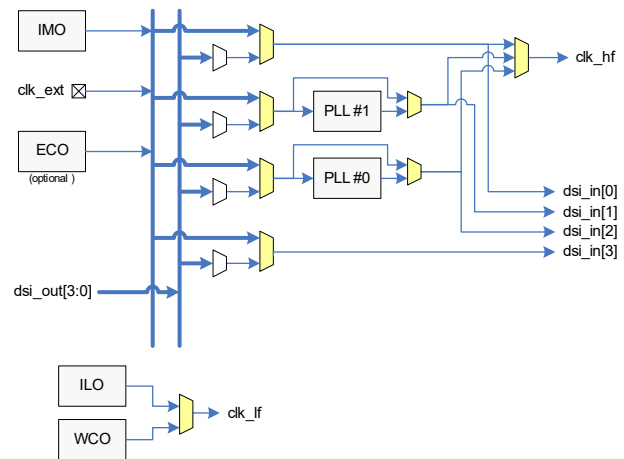 IMO
clk_hf
clk_ext
PLL #1
ECO
(optional )
PLL #0
dsi_in[0]
dsi_in[1]
dsi_in[2]
dsi_in[3]
dsi_out[3:0]
ILO
clk_lf
WCO